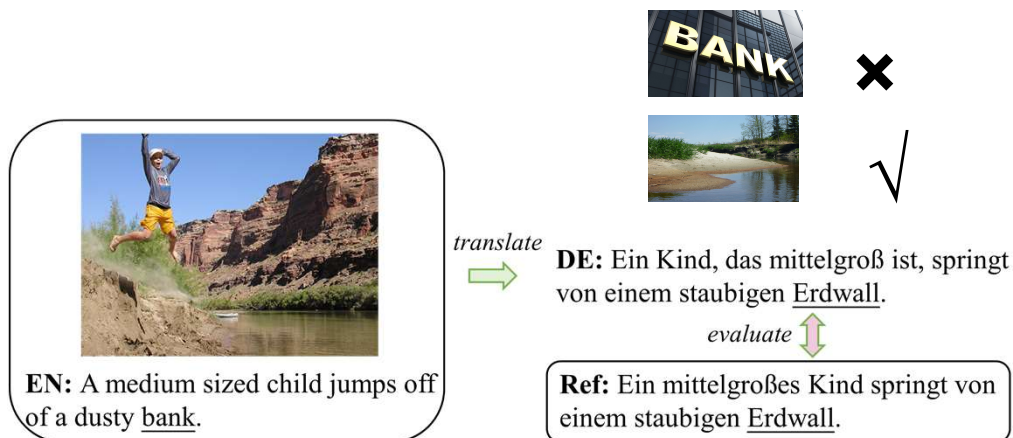 BANK
translate
EN: A medium sized child jumps off
of a dusty bank.
DE: Ein Kind, das mittelgroß ist, springt
von einem staubigen Erdwall.
evaluate
Ref: Ein mittelgroßes Kind springt von
einem staubigen Erdwall.